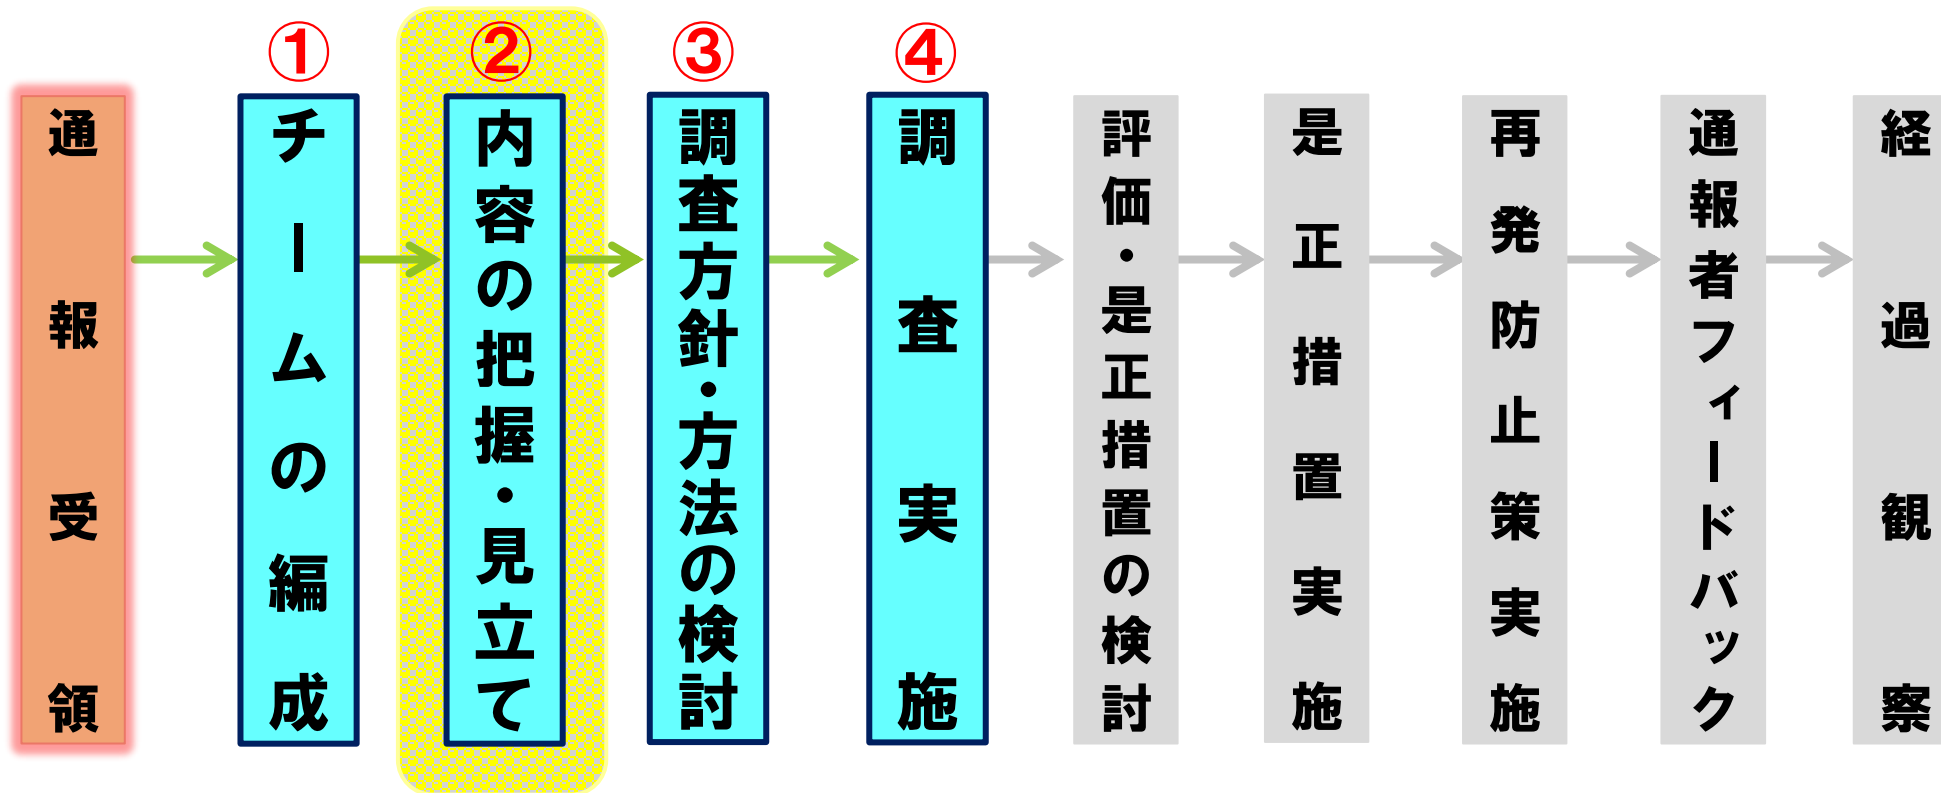 通報受領
①
チームの編成
②
内容の把握・見立て
③
調査方針・方法の検討
④
調査実施
評価・是正措置の検討
是正措置実施
再発防止策実施
通報者フィードバック
経過観察